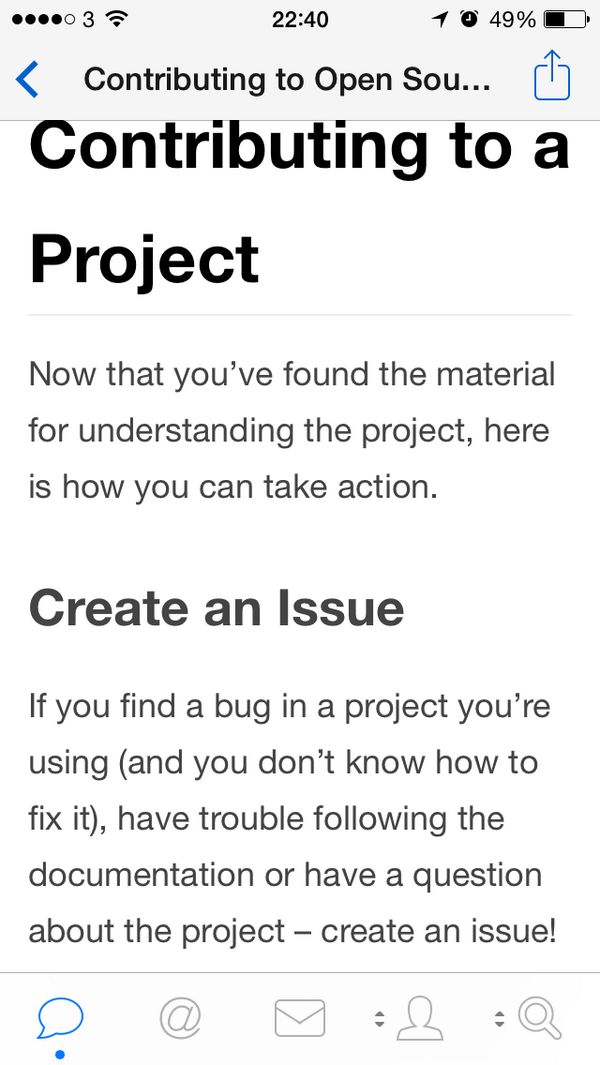 3 22:40 49%
Contributing to Open Sou...
Contributing to a
Project
Now that you’ve found the material
for understanding the project, here
is how you can take action.
Create an Issue
If you find a bug in a project you’re
using (and you don’t know how to
fix it), have trouble following the
documentation or have a question
about the project – create an issue!
@